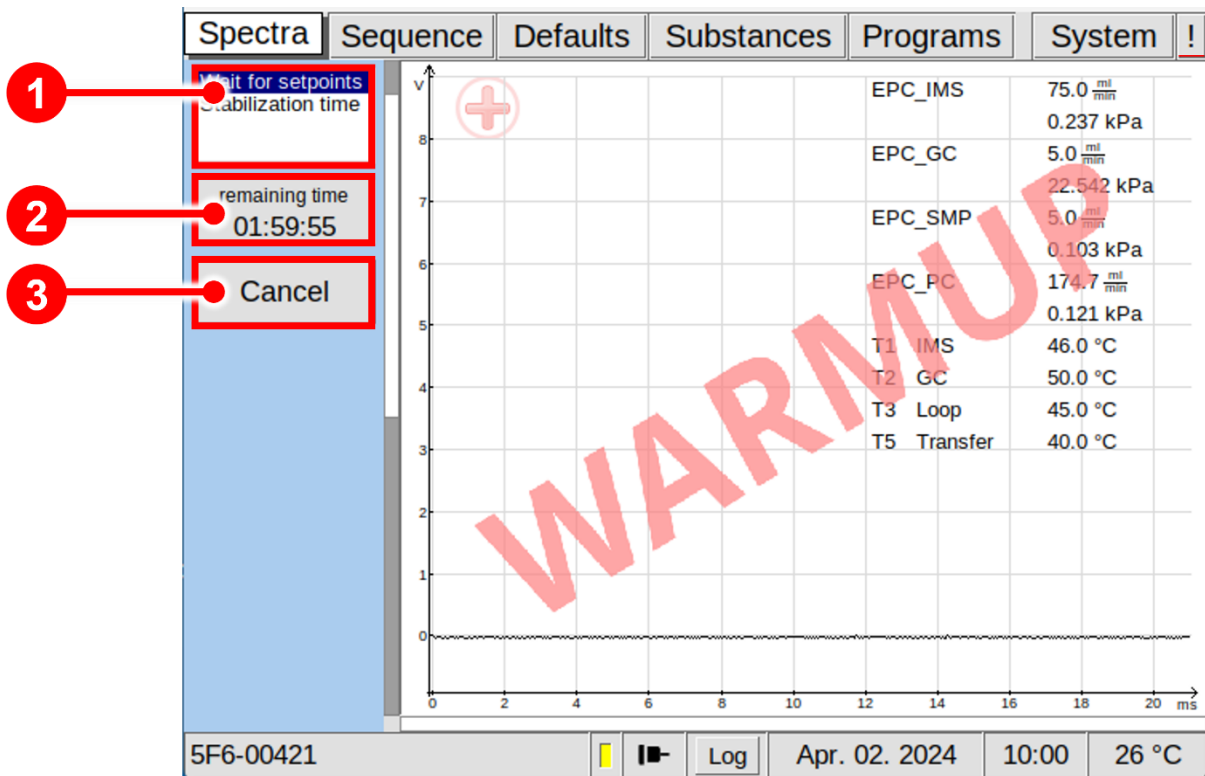 Spectra Sequence Defaults Substances Programs System !
1
Wait for setpoints
Stabilization time
2
remaining time
01:59:55
3
Cancel
V
8
7
6
5
4
3
2
1
0
0 2 4 6 8 10 12 14 16 18 20 ms
EPC_IMS 75.0 ml/min
0.237 kPa
EPC_GC 5.0 ml/min
22.542 kPa
EPC_SMP 5.0 ml/min
0.103 kPa
EPC_PC 174.7 ml/min
0.121 kPa
T1 IMS 46.0 °C
T2 GC 50.0 °C
T3 Loop 45.0 °C
T5 Transfer 40.0 °C
WARMUP
5F6-00421 Log Apr. 02. 2024 10:00 26 °C